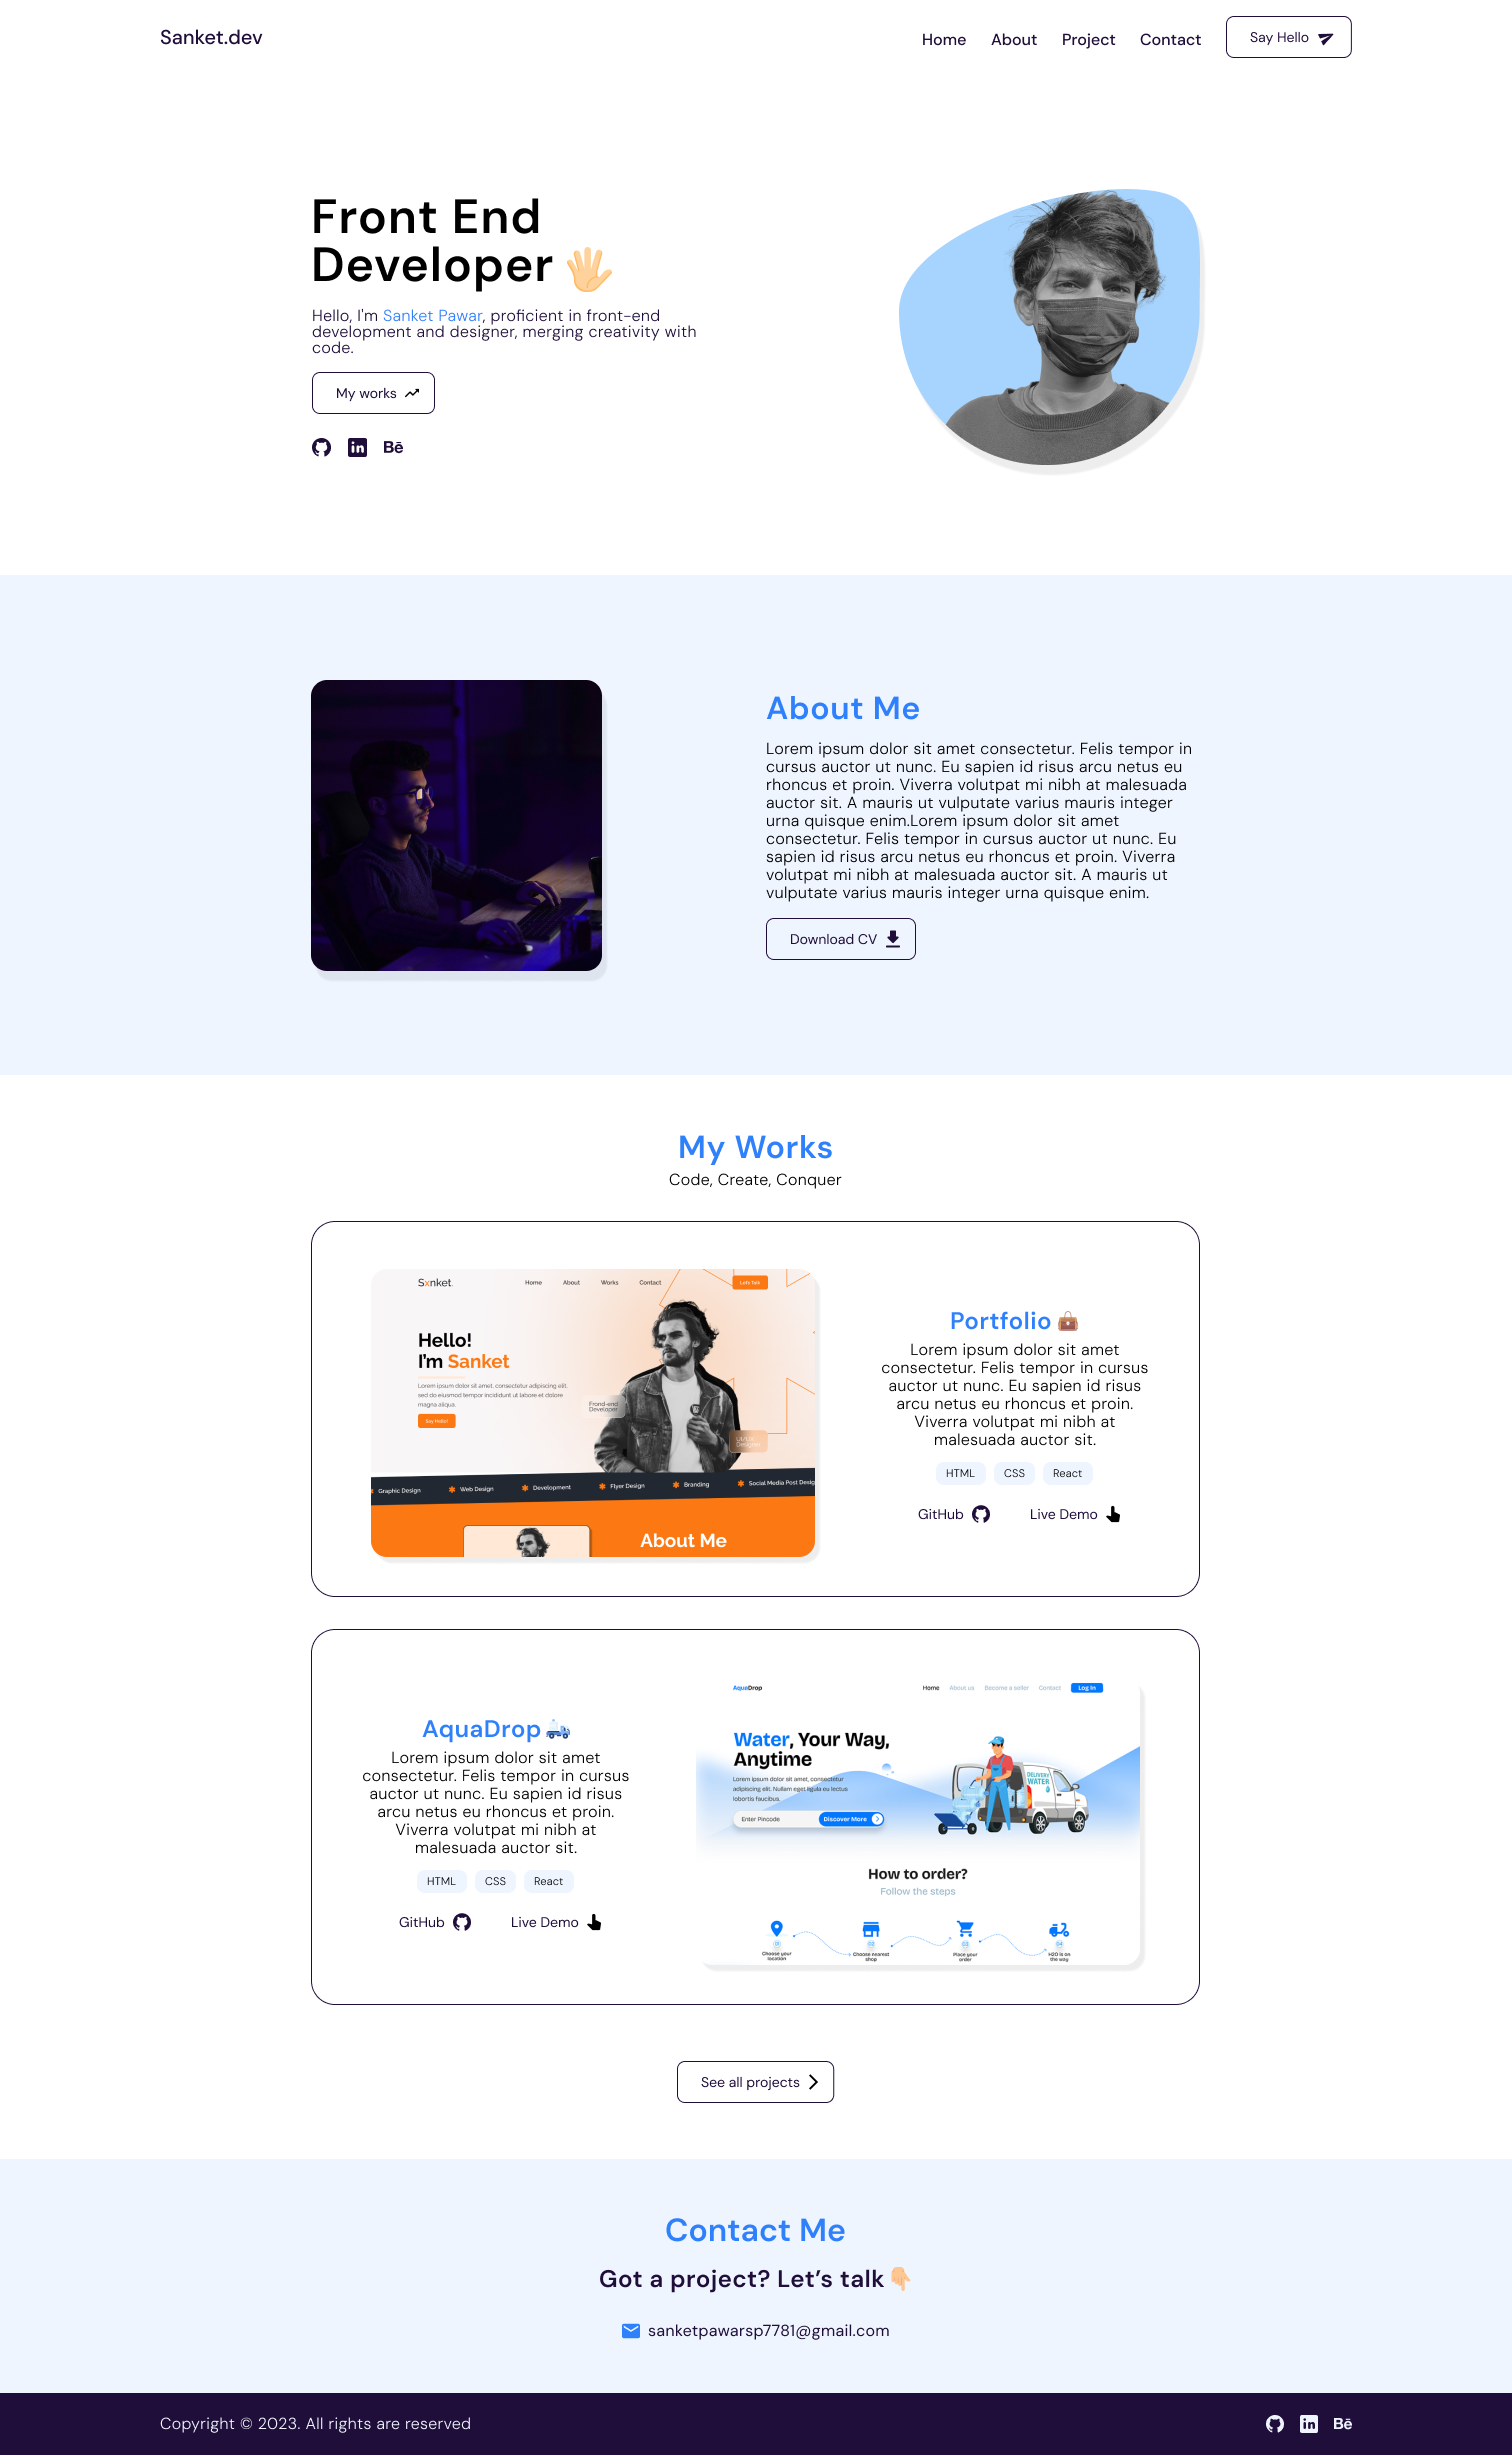 Sanket.dev
Home About Project Contact Say Hello
Front End
Developer
Hello, I'm Sanket Pawar, proficient in front-end
development and designer, merging creativity with
code.
My works
Bē
About Me
Lorem ipsum dolor sit amet consectetur. Felis tempor in
cursus auctor ut nunc. Eu sapien id risus arcu netus eu
rhoncus et proin. Viverra volutpat mi nibh at malesuada
auctor sit. A mauris ut vulputate varius mauris integer
urna quisque enim.Lorem ipsum dolor sit amet
consectetur. Felis tempor in cursus auctor ut nunc. Eu
sapien id risus arcu netus eu rhoncus et proin. Viverra
volutpat mi nibh at malesuada auctor sit. A mauris ut
vulputate varius mauris integer urna quisque enim.
Download CV
My Works
Code, Create, Conquer
Sxnket.
Home About Works Contact Let's Talk
Hello!
I'm Sanket
Lorem ipsum dolor sit amet, consectetur adipiscing elit,
sed do eiusmod tempor incididunt ut labore et dolore
magna aliqua.
Say Hello!
Frond-end
Developer
UI/UX
Designer
Graphic Design Web Design Development Flyer Design Branding Social Media Post Desig
About Me
Portfolio
Lorem ipsum dolor sit amet
consectetur. Felis tempor in cursus
auctor ut nunc. Eu sapien id risus
arcu netus eu rhoncus et proin.
Viverra volutpat mi nibh at
malesuada auctor sit.
HTML CSS React
GitHub Live Demo
AquaDrop
Lorem ipsum dolor sit amet
consectetur. Felis tempor in cursus
auctor ut nunc. Eu sapien id risus
arcu netus eu rhoncus et proin.
Viverra volutpat mi nibh at
malesuada auctor sit.
HTML CSS React
GitHub Live Demo
AquaDrop
Home About us Become a seller Contact Log In
Water, Your Way,
Anytime
Lorem ipsum dolor sit amet, consectetur
adipiscing elit. Nullam eget ligula eu lectus
lobortis faucibus.
Enter Pincode Discover More
DELIVERY
WATER
How to order?
Follow the steps
01 02 03 04
Choose your
location
Choose nearest
shop
Place your
order
H2O is on
the way
See all projects
Contact Me
Got a project? Let’s talk
sanketpawarsp7781@gmail.com
Copyright © 2023. All rights are reserved
Bē